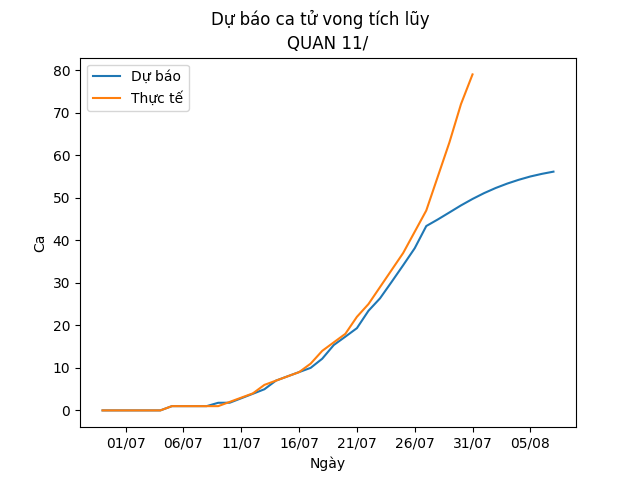 Dự báo ca tử vong tích lũy
QUAN 11/
Dự báo
Thực tế
80
70
60
50
40
30
20
10
0
Ca
01/07 06/07 11/07 16/07 21/07 26/07 31/07 05/08
Ngày